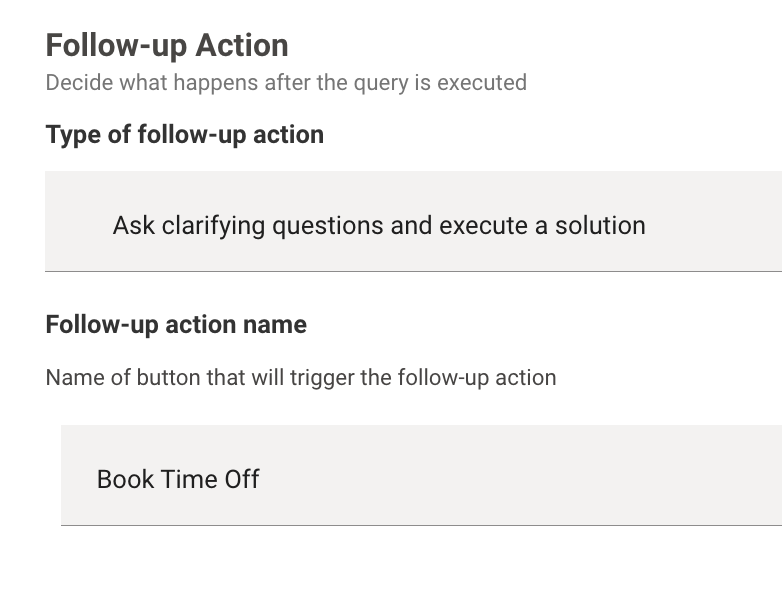 Follow-up Action
Decide what happens after the query is executed
Type of follow-up action
Ask clarifying questions and execute a solution
Follow-up action name
Name of button that will trigger the follow-up action
Book Time Off